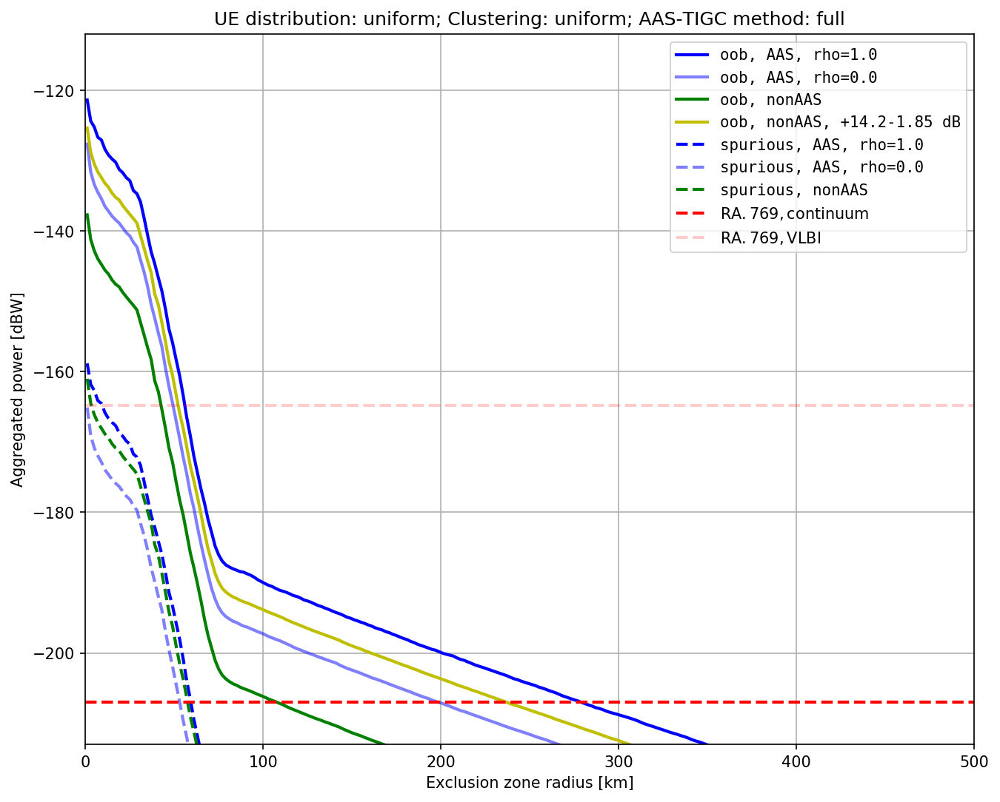 UE distribution: uniform; Clustering: uniform; AAS-TIGC method: full
oob, AAS, rho=1.0
oob, AAS, rho=0.0
oob, nonAAS
oob, nonAAS, +14.2-1.85 dB
spurious, AAS, rho=1.0
spurious, AAS, rho=0.0
spurious, nonAAS
RA.769,continuum
RA.769,VLBI
Aggregated power [dBW]
−120
−140
−160
−180
−200
0 100 200 300 400 500
Exclusion zone radius [km]